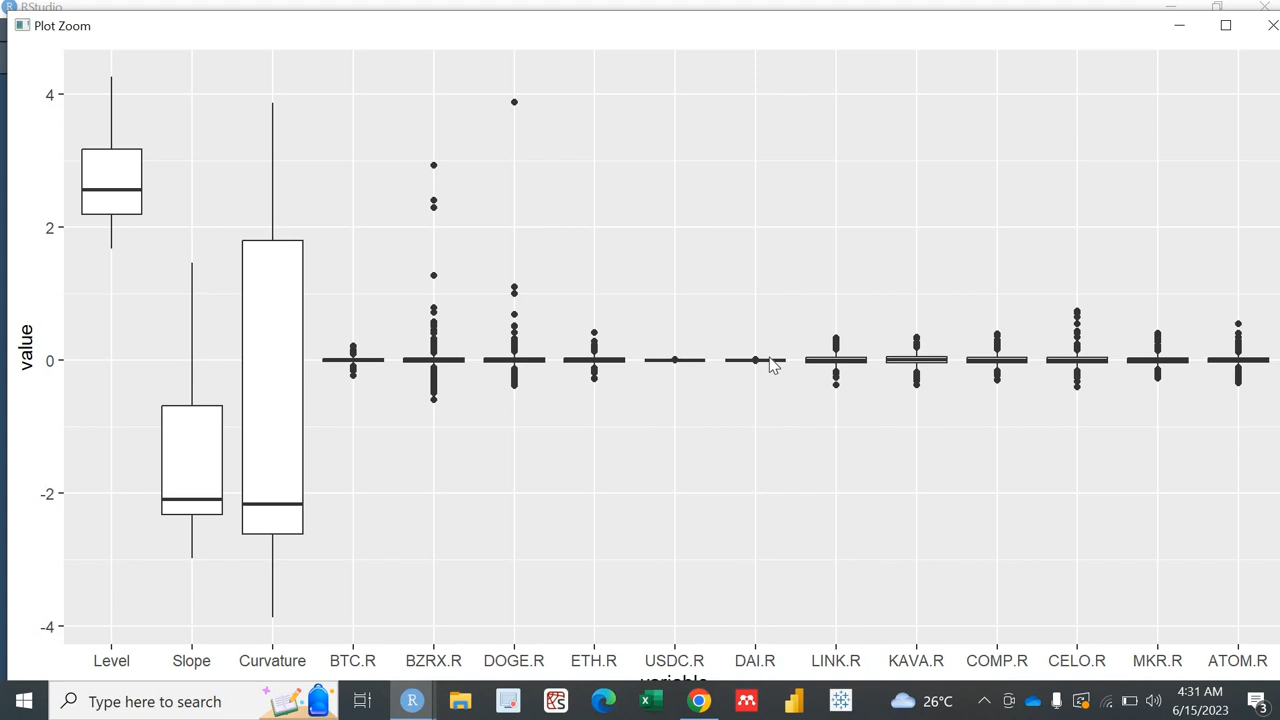 RStudio
Plot Zoom
value
4
2
0
-2
-4
Level Slope Curvature BTC.R BZRX.R DOGE.R ETH.R USDC.R DAI.R LINK.R KAVA.R COMP.R CELO.R MKR.R ATOM.R
variable
Type here to search
26°C
4:31 AM
6/15/2023
3